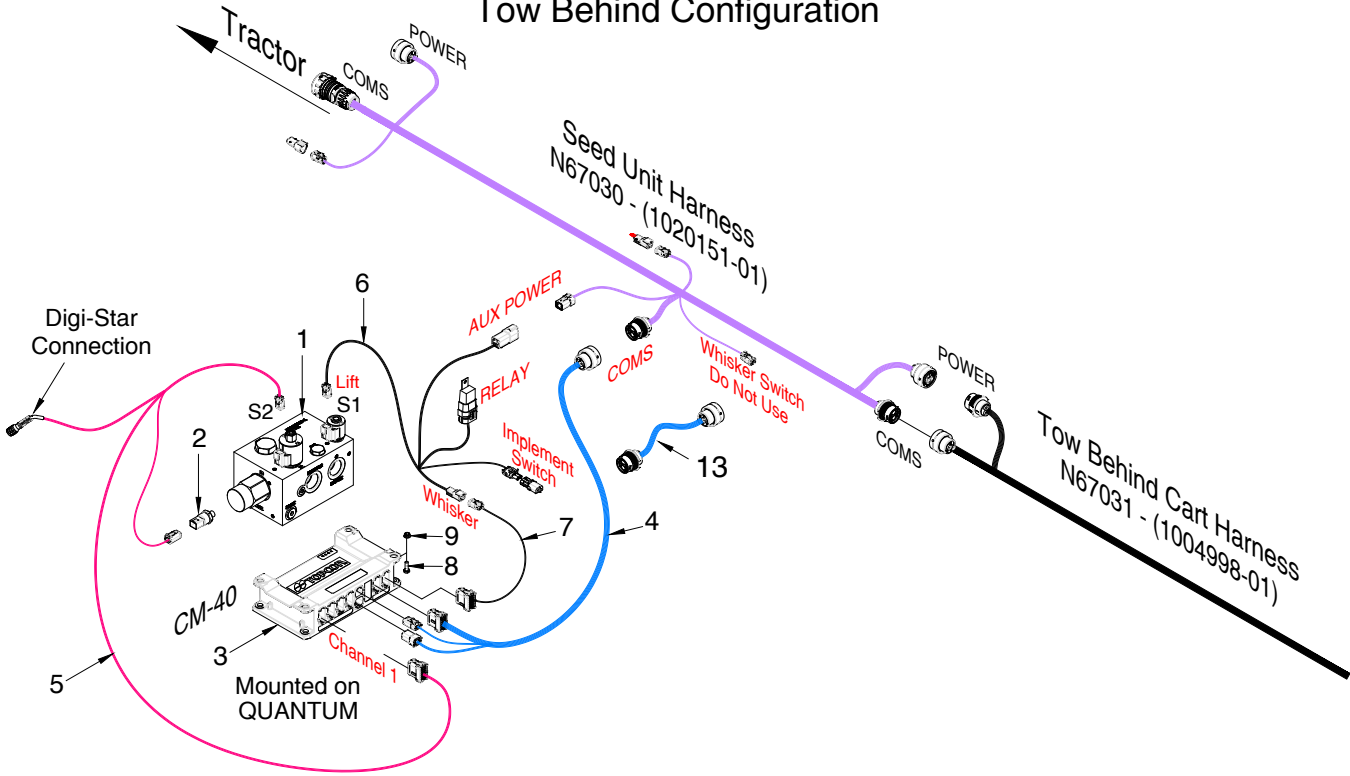 Tow Behind Configuration
Tractor
POWER
COMS
Seed Unit Harness
N67030 - (1020151-01)
6
AUX POWER
Digi-Star
Connection
1
Lift
S2
S1
RELAY
COMS
Whisker Switch
Do Not Use
POWER
2
Implement
Switch
13
COMS
Tow Behind Cart Harness
N67031 - (1004998-01)
Whisker
7
4
9
8
TOPCON
CM-40
3
Channel 1
5
Mounted on
QUANTUM